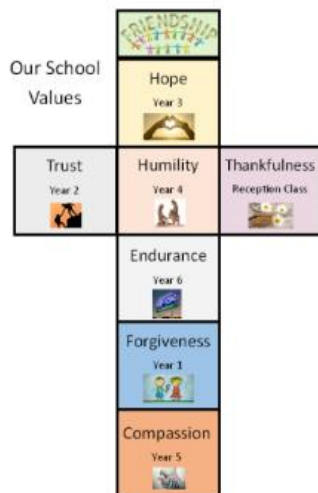 FRIENDSHIP
Our School
Values
Hope
Year 3
Trust
Year 2
Humility
Year 4
Thankfulness
Reception Class
Endurance
Year 6
Forgiveness
Year 1
Compassion
Year 5